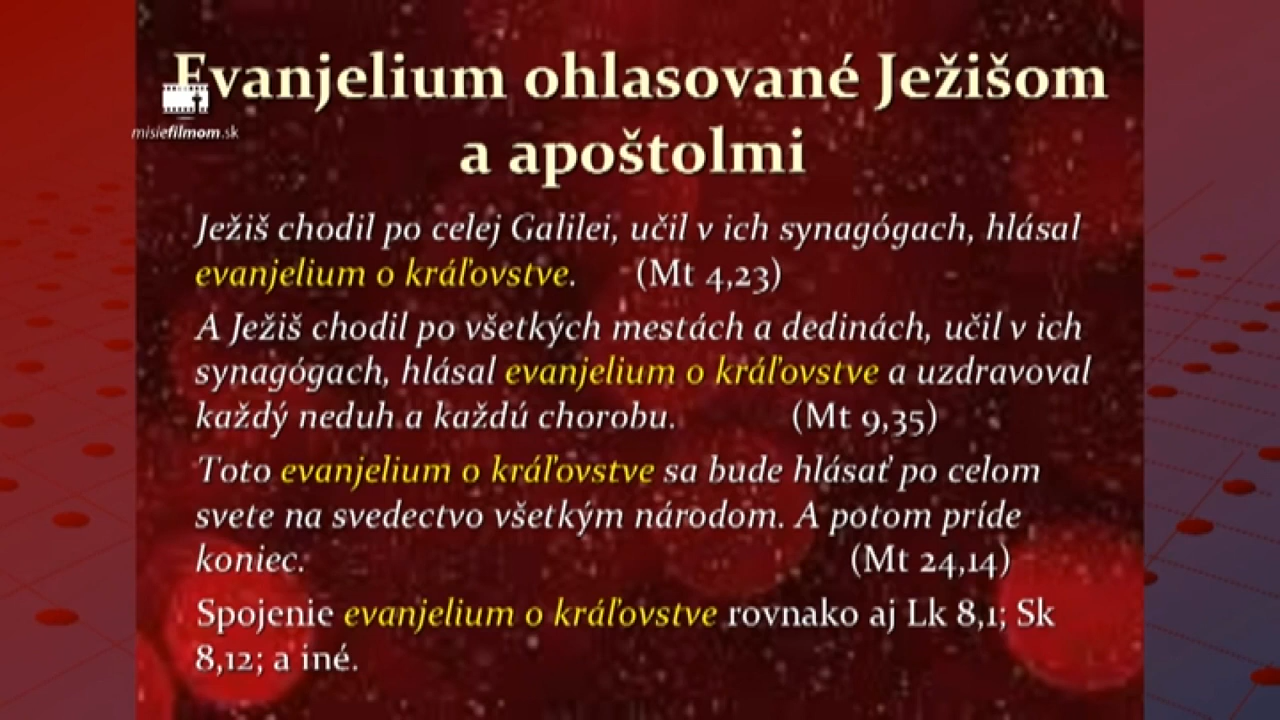 Evanjelium ohlasované Ježišom
a apoštolmi
misiefilmom.sk
Ježiš chodil po celej Galilei, učil v ich synagógach, hlásal
evanjelium o kráľovstve. (Mt 4,23)
A Ježiš chodil po všetkých mestách a dedinách, učil v ich
synagógach, hlásal evanjelium o kráľovstve a uzdravoval
každý neduh a každú chorobu. (Mt 9,35)
Toto evanjelium o kráľovstve sa bude hlásať po celom
svete na svedectvo všetkým národom. A potom príde
koniec. (Mt 24,14)
Spojenie evanjelium o kráľovstve rovnako aj Lk 8,1; Sk
8,12; a iné.